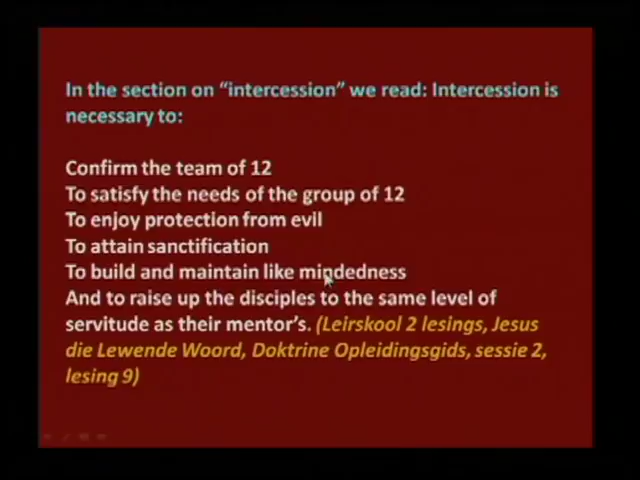 In the section on “intercession” we read: Intercession is
necessary to:
Confirm the team of 12
To satisfy the needs of the group of 12
To enjoy protection from evil
To attain sanctification
To build and maintain like mindedness
And to raise up the disciples to the same level of
servitude as their mentor’s. (Leirskool 2 lesings, Jesus
die Lewende Woord, Doktrine Opleidingsgids, sessie 2,
lesing 9)